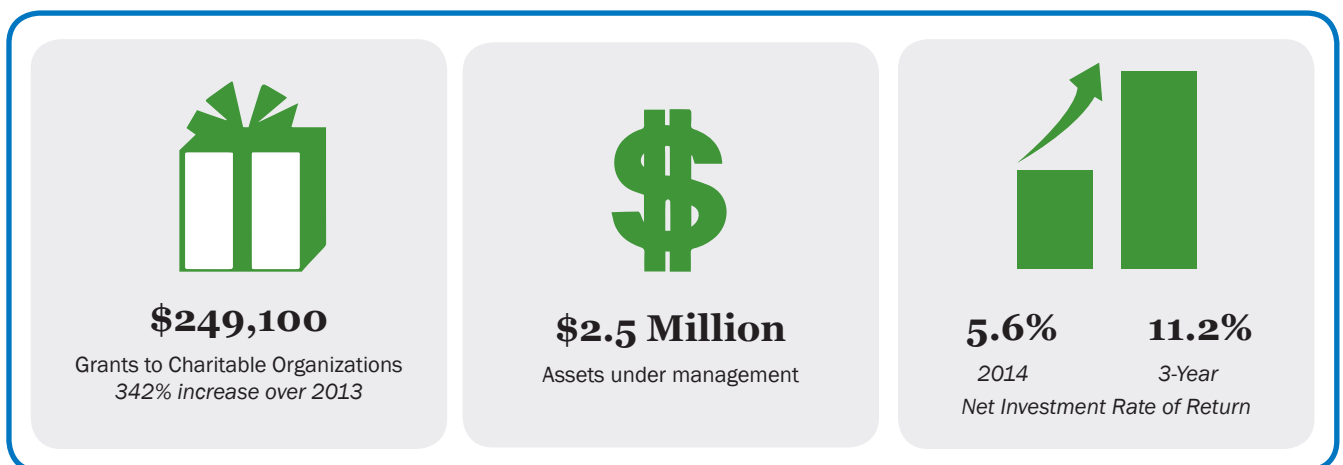 $249,100
Grants to Charitable Organizations
342% increase over 2013
$2.5 Million
Assets under management
5.6% 11.2%
2014 3-Year
Net Investment Rate of Return